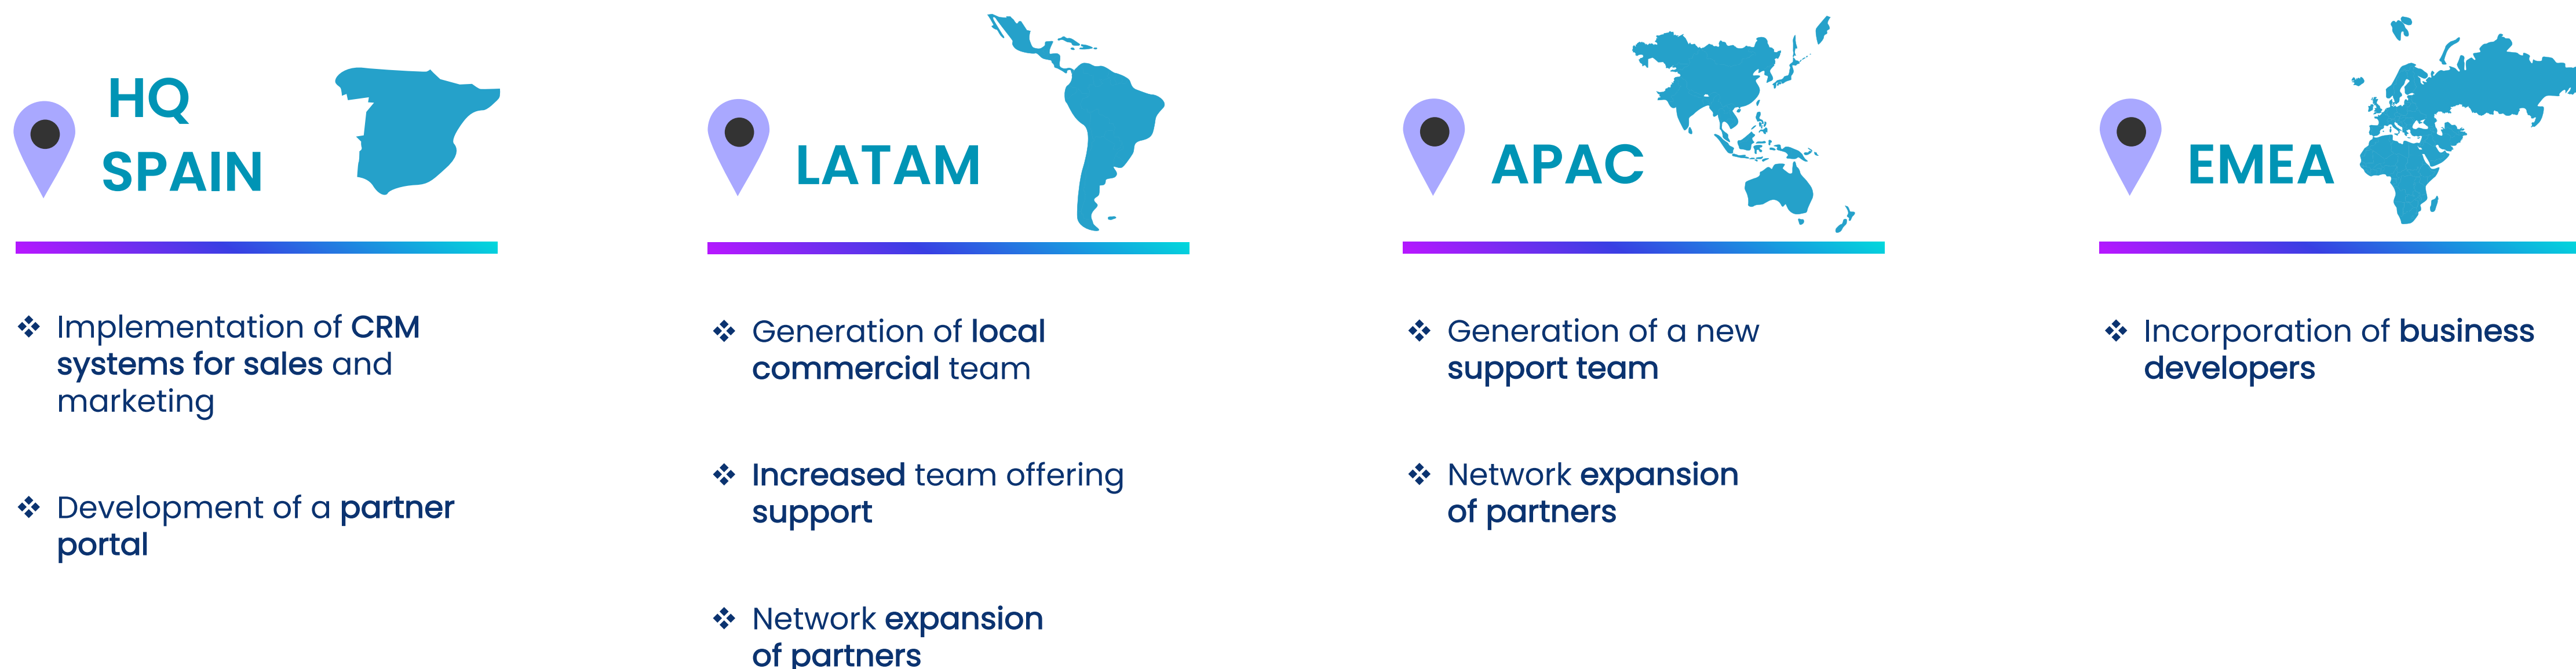 HQ
SPAIN
❖ Implementation of CRM
systems for sales and
marketing
❖ Development of a partner
portal
LATAM
❖ Generation of local
commercial team
❖ Increased team offering
support
❖ Network expansion
of partners
APAC
❖ Generation of a new
support team
❖ Network expansion
of partners
EMEA
❖ Incorporation of business
developers